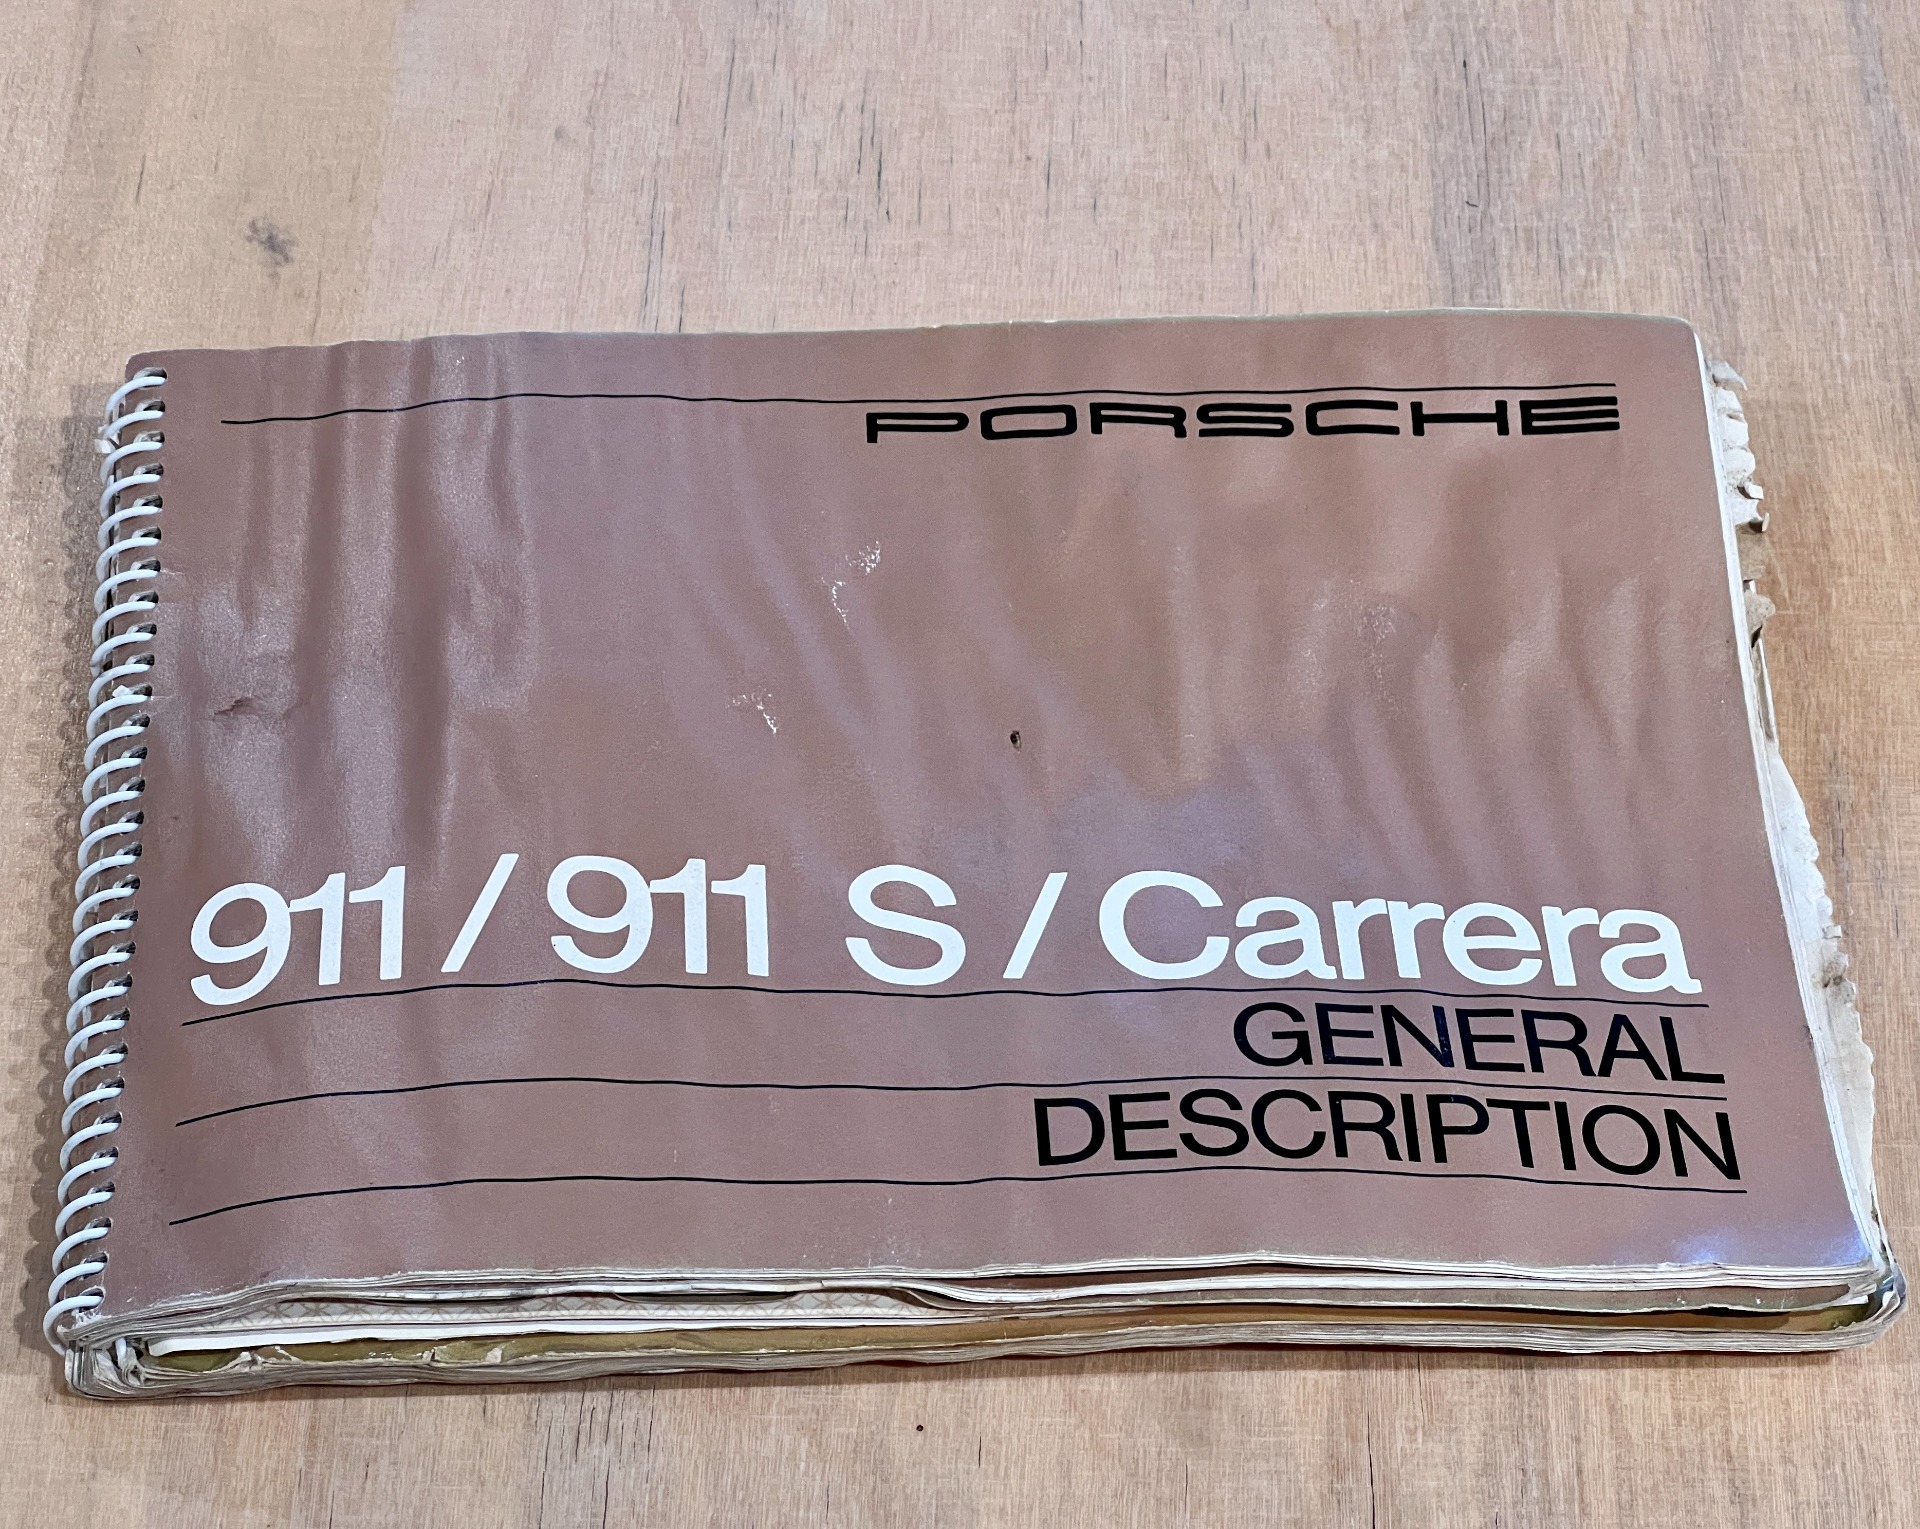 PORSCHE
911 / 911 S / Carrera
GENERAL
DESCRIPTION